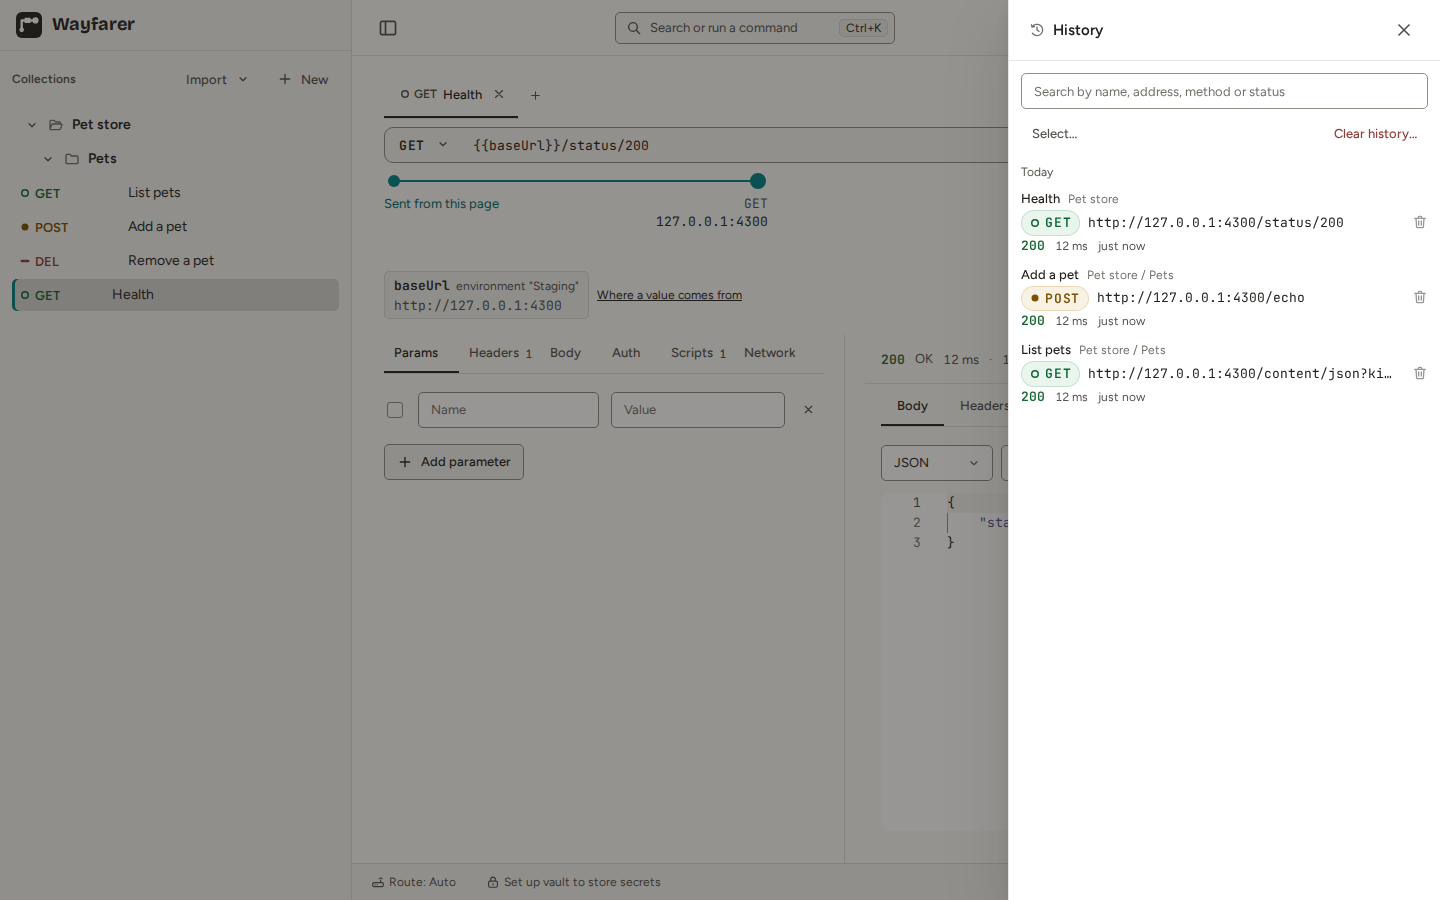 Wayfarer
Collections
Import
New
Pet store
Pets
GET List pets
POST Add a pet
DEL Remove a pet
GET Health
Search or run a command
Ctrl+K
GET Health
GET {{baseUrl}}/status/200
Sent from this page
GET
127.0.0.1:4300
baseUrl environment "Staging"
http://127.0.0.1:4300
Where a value comes from
Params
Headers 1
Body
Auth
Scripts 1
Network
Name
Value
Add parameter
200 OK 12 ms · 1
Body
Headers
JSON
1 {
2 "sta
3 }
Route: Auto
Set up vault to store secrets
History
Search by name, address, method or status
Select...
Clear history...
Today
Health Pet store
GET http://127.0.0.1:4300/status/200
200 12 ms just now
Add a pet Pet store / Pets
POST http://127.0.0.1:4300/echo
200 12 ms just now
List pets Pet store / Pets
GET http://127.0.0.1:4300/content/json?ki…
200 12 ms just now